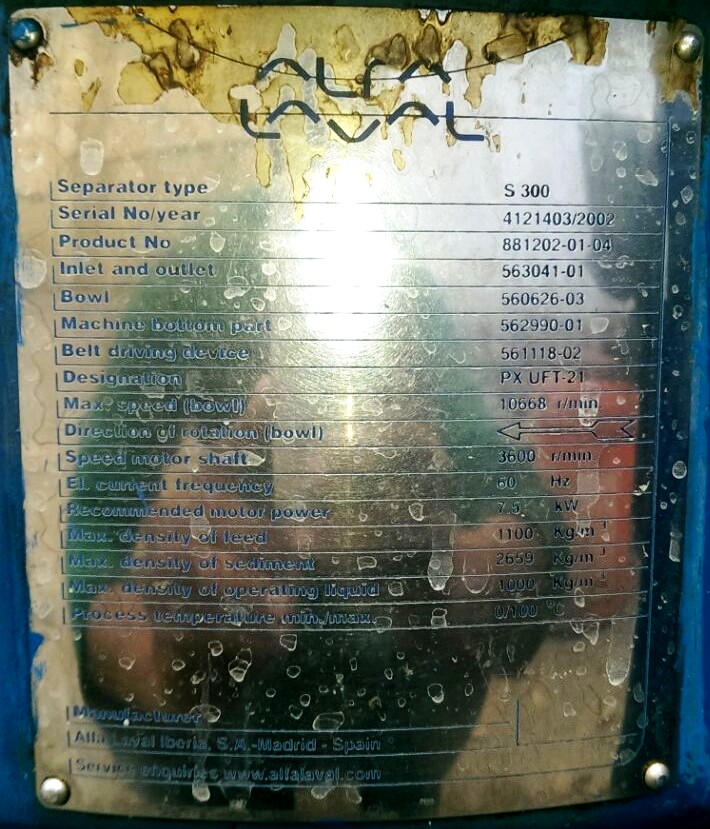 ALFA
LAVAL
Separator type S 300
Serial No/year 4121403/2002
Product No 881202-01-04
Inlet and outlet 563041-01
Bowl 560626-03
Machine bottom part 562990-01
Belt driving device 561118-02
Designation PX UFT-21
Max. speed (bowl) 10668 r/min
Direction of rotation (bowl)
Speed motor shaft 3600 r/min
El. current frequency 60 Hz
Recommended motor power 7.5 kW
Max. density of feed 1100 Kg/m³
Max. density of sediment 2659 Kg/m³
Max. density of operating liquid 1000 Kg/m³
Process temperature min./max. 0/100 °C
Manufacturer
Alfa Laval Iberia, S.A.-Madrid - Spain
Service enquiries www.alfalaval.com